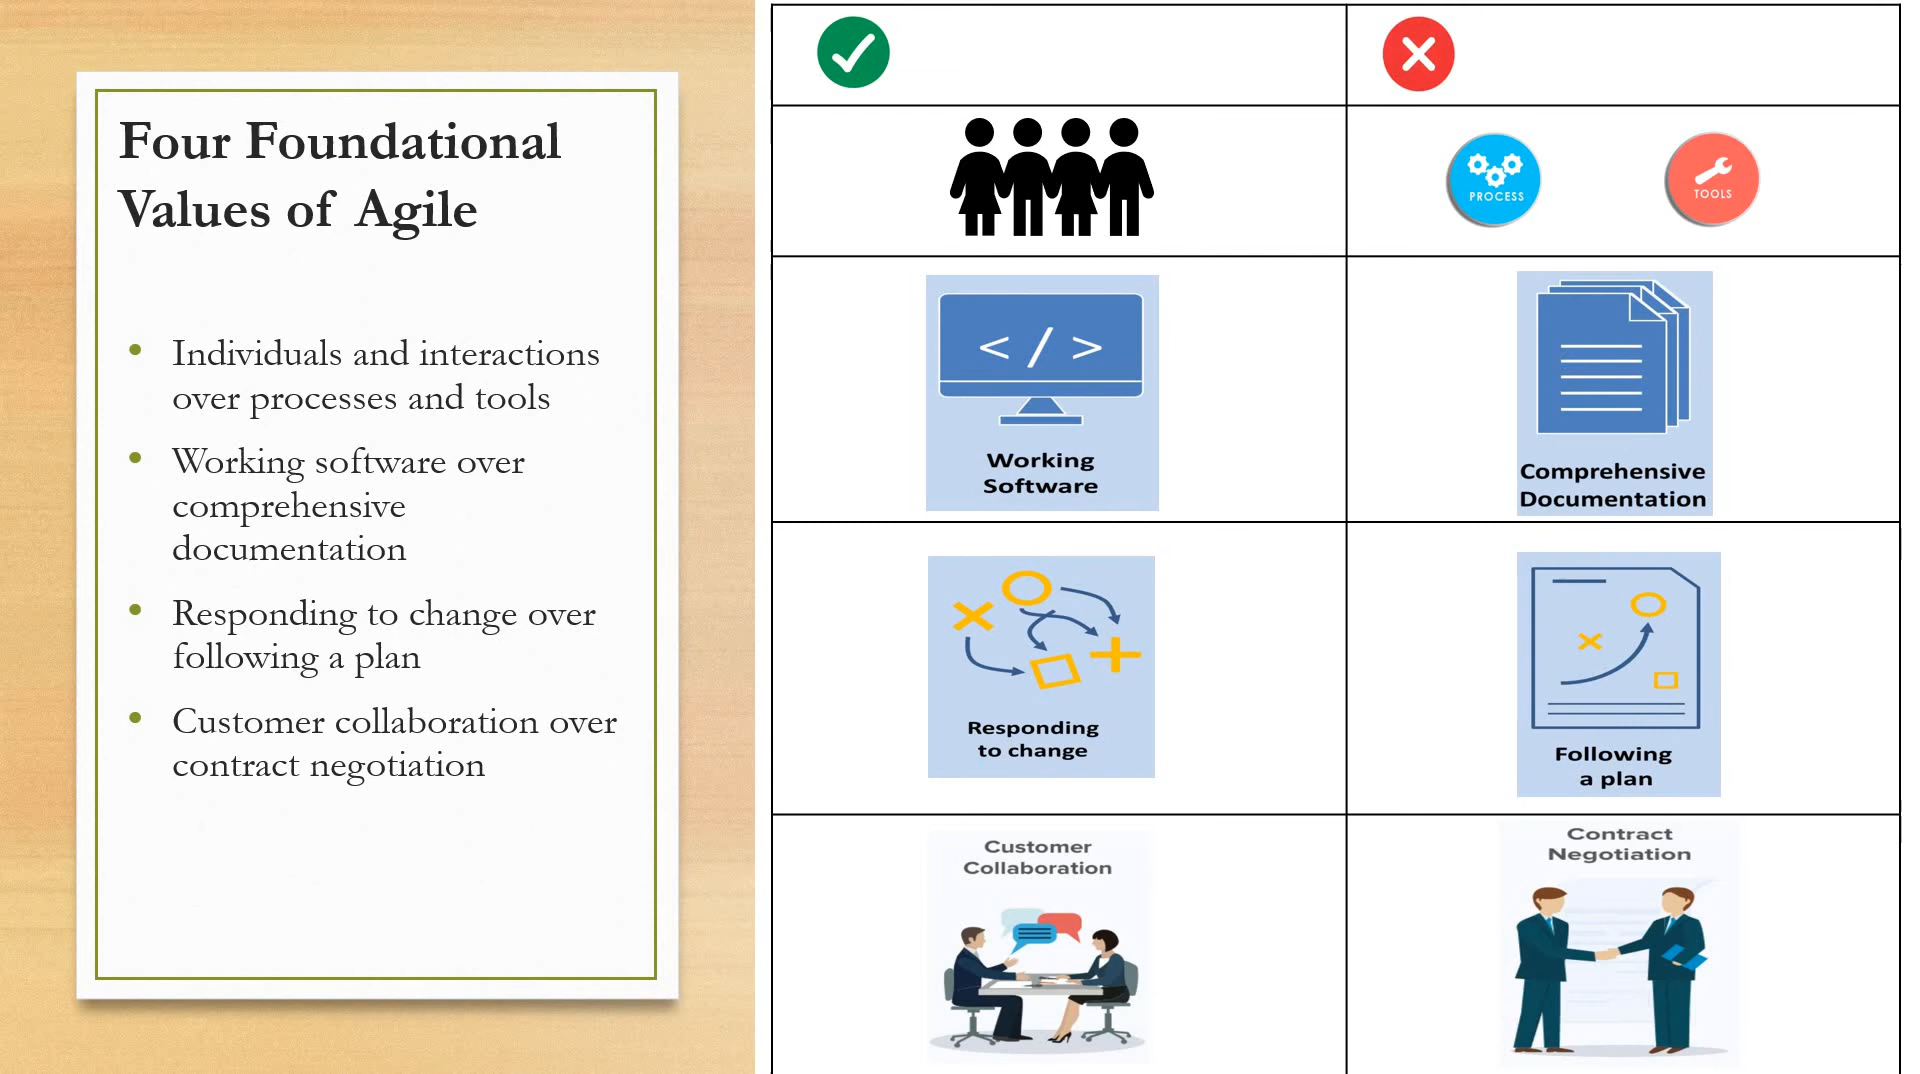 Four Foundational
Values of Agile
Individuals and interactions
over processes and tools
Working software over
comprehensive
documentation
Responding to change over
following a plan
Customer collaboration over
contract negotiation
PROCESS
TOOLS
</>
Working
Software
Comprehensive
Documentation
Responding
to change
Following
a plan
Customer
Collaboration
Contract
Negotiation